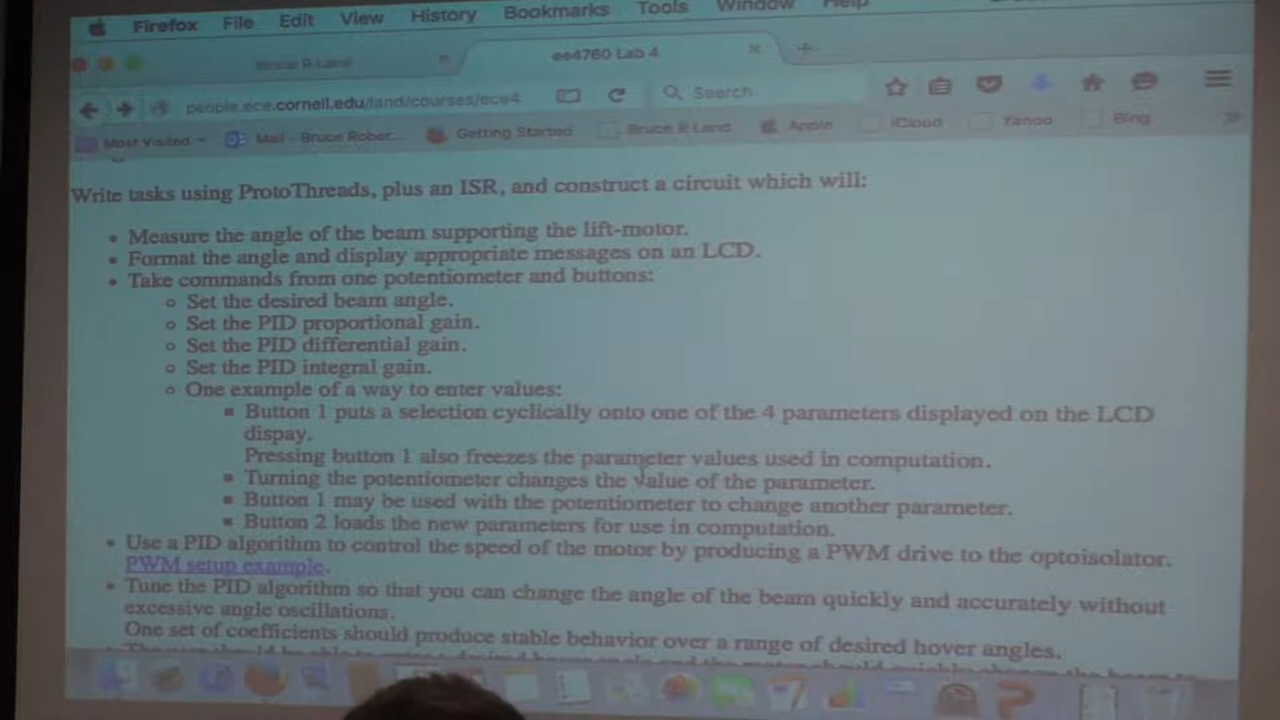 Firefox File Edit View History Bookmarks Tools Window Help
Bruce R Land
ee4760 Lab 4
people.ece.cornell.edu/land/courses/ece4
Search
Most Visited
Mail - Bruce Rober...
Getting Started
Bruce R Land
Apple
iCloud
Yahoo
Bing
Write tasks using ProtoThreads, plus an ISR, and construct a circuit which will:
Measure the angle of the beam supporting the lift-motor.
Format the angle and display appropriate messages on an LCD.
Take commands from one potentiometer and buttons:
Set the desired beam angle.
Set the PID proportional gain.
Set the PID differential gain.
Set the PID integral gain.
One example of a way to enter values:
Button 1 puts a selection cyclically onto one of the 4 parameters displayed on the LCD
dispay.
Pressing button 1 also freezes the parameter values used in computation.
Turning the potentiometer changes the value of the parameter.
Button 1 may be used with the potentiometer to change another parameter.
Button 2 loads the new parameters for use in computation.
Use a PID algorithm to control the speed of the motor by producing a PWM drive to the optoisolator.
PWM setup example.
Tune the PID algorithm so that you can change the angle of the beam quickly and accurately without
excessive angle oscillations.
One set of coefficients should produce stable behavior over a range of desired hover angles.